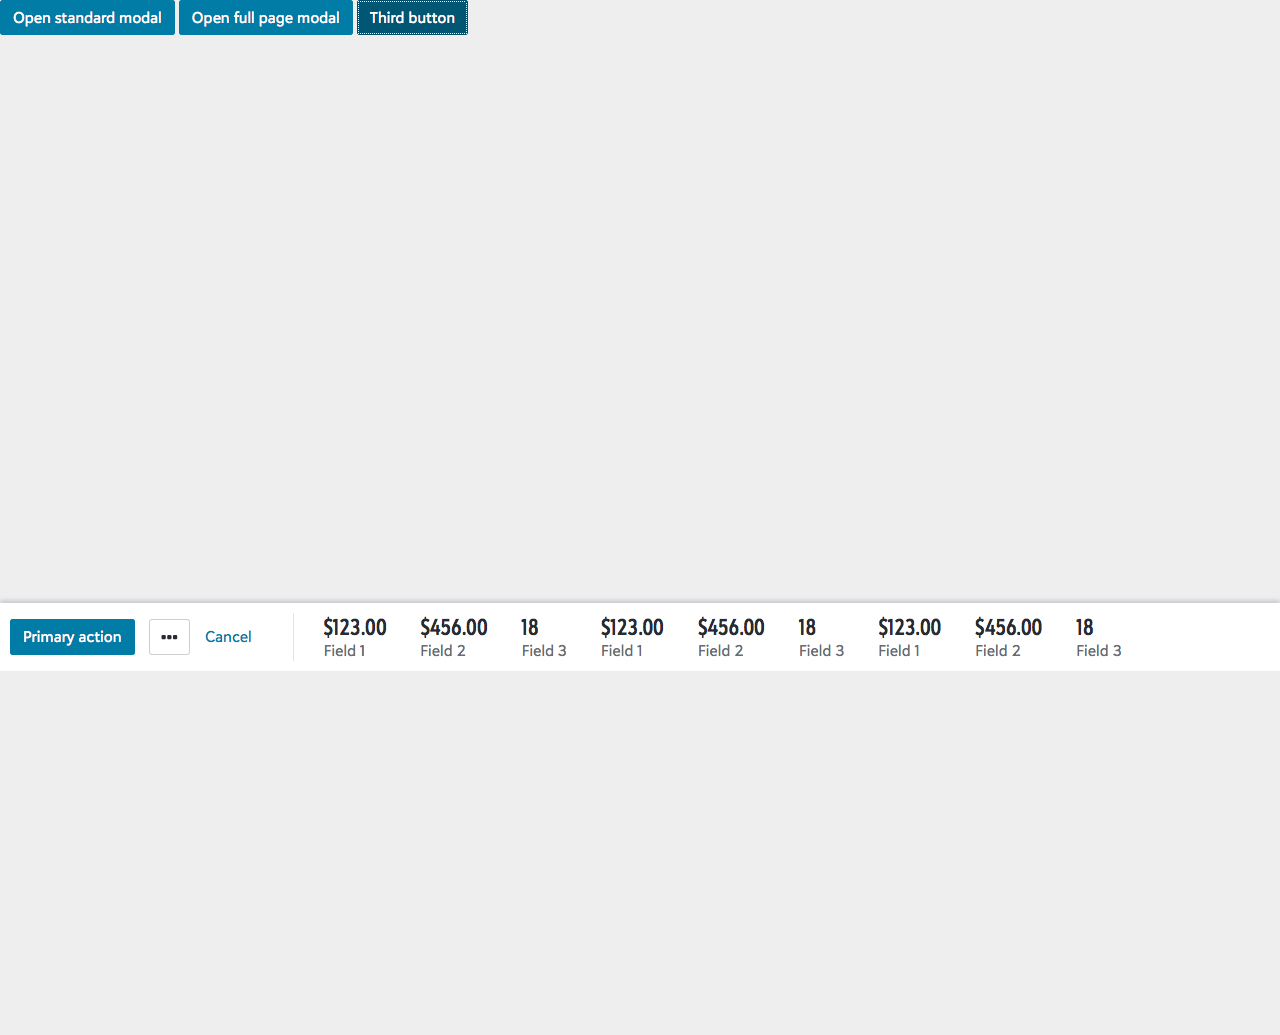 Open standard modal Open full page modal Third button
Primary action ••• Cancel
$123.00 $456.00 18 $123.00 $456.00 18 $123.00 $456.00 18
Field 1 Field 2 Field 3 Field 1 Field 2 Field 3 Field 1 Field 2 Field 3